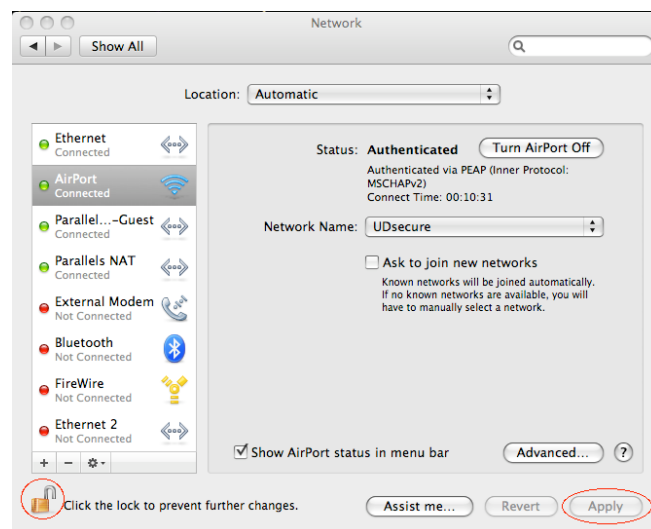 Network
Show All
Location: Automatic
Ethernet
Connected
AirPort
Connected
Parallel...-Guest
Connected
Parallels NAT
Connected
External Modem
Not Connected
Bluetooth
Not Connected
FireWire
Not Connected
Ethernet 2
Not Connected
Status: Authenticated Turn AirPort Off
Authenticated via PEAP (Inner Protocol:
MSCHAPv2)
Connect Time: 00:10:31
Network Name: UDsecure
Ask to join new networks
Known networks will be joined automatically.
If no known networks are available, you will
have to manually select a network.
Show AirPort status in menu bar Advanced... ?
Click the lock to prevent further changes. Assist me... Revert Apply